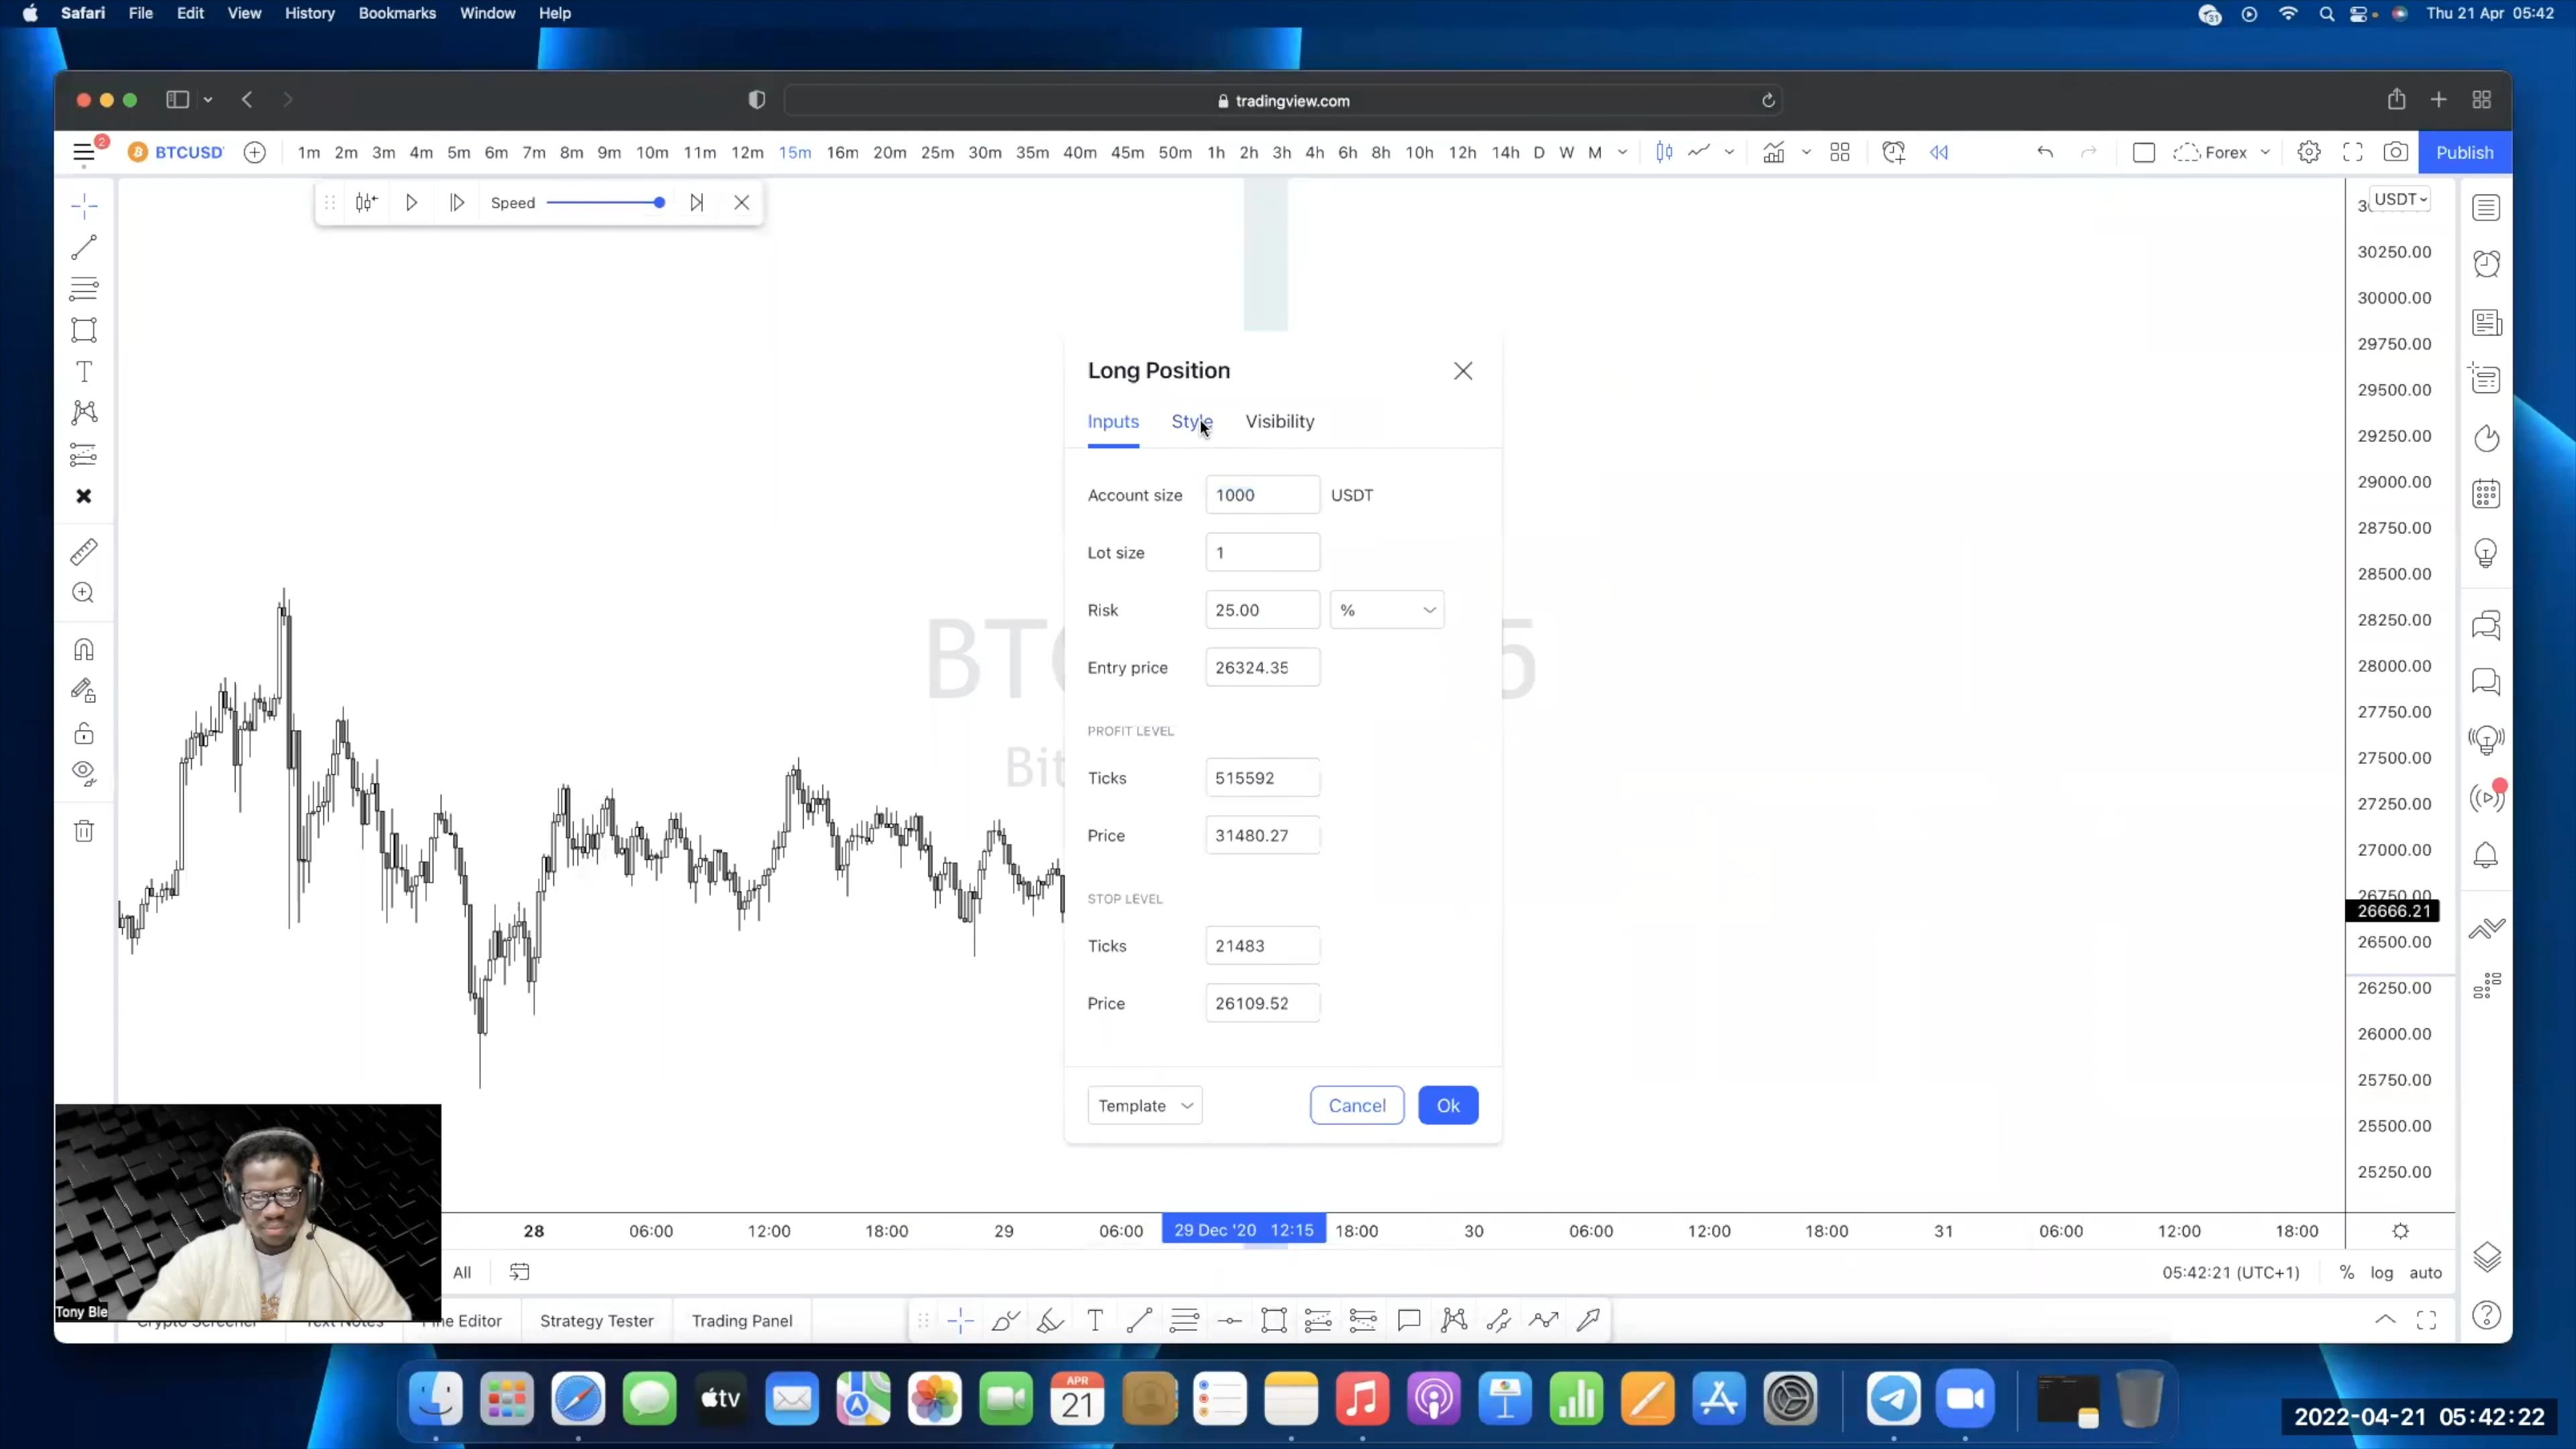 Safari File Edit View History Bookmarks Window Help
31
Thu 21 Apr 05:42
tradingview.com
2
BTCUSD 1m 2m 3m 4m 5m 6m 7m 8m 9m 10m 11m 12m 15m 16m 20m 25m 30m 35m 40m 45m 50m 1h 2h 3h 4h 6h 8h 10h 12h 14h D W M
Forex
Publish
Speed
USDT
30250.00
30000.00
29750.00
29500.00
29250.00
29000.00
28750.00
28500.00
28250.00
28000.00
27750.00
27500.00
27250.00
27000.00
26750.00
26666.21
26500.00
26250.00
26000.00
25750.00
25500.00
25250.00
Long Position
Inputs Style Visibility
Account size 1000 USDT
Lot size 1
Risk 25.00 %
Entry price 26324.35
PROFIT LEVEL
Ticks 515592
Price 31480.27
STOP LEVEL
Ticks 21483
Price 26109.52
Template Cancel Ok
28 06:00 12:00 18:00 29 06:00 29 Dec '20 12:15 18:00 30 06:00 12:00 18:00 31 06:00 12:00 18:00
All
05:42:21 (UTC+1) % log auto
Tony Ble
Editor Strategy Tester Trading Panel
tv
APR
21
2022-04-21 05:42:22